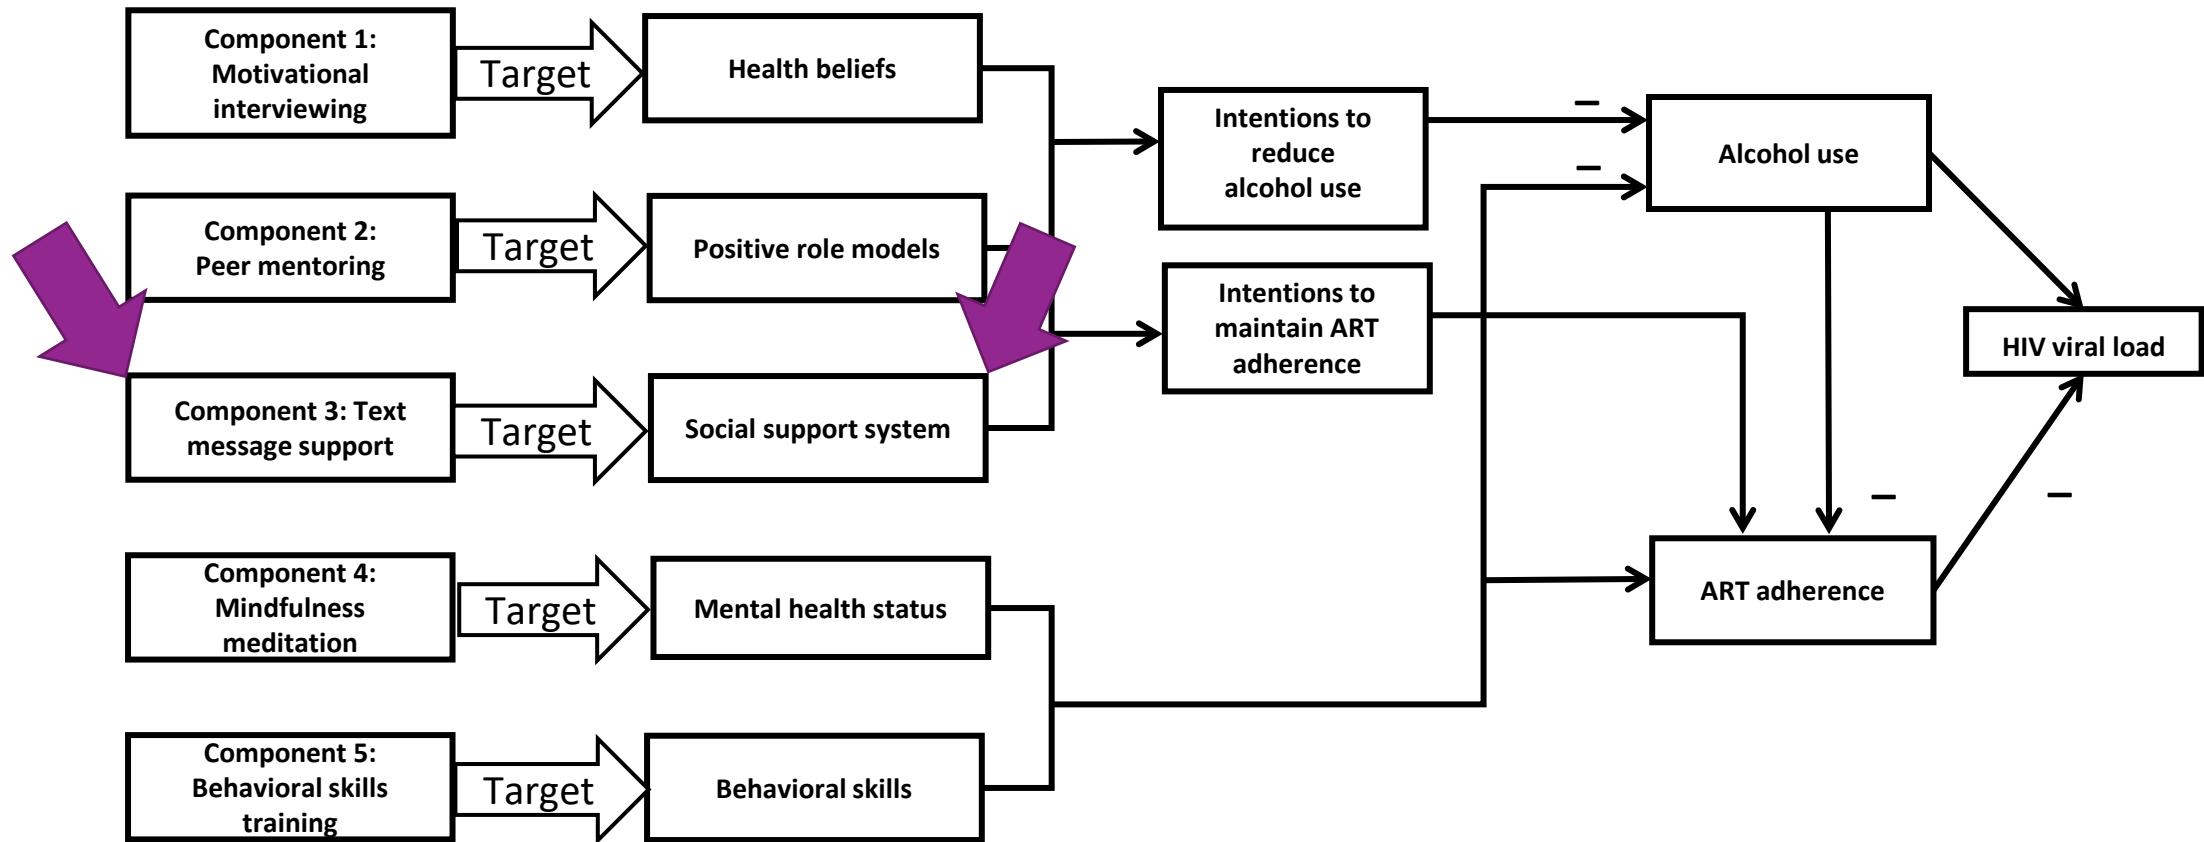 Component 1:
Motivational
interviewing
Target
Health beliefs
Intentions to
reduce
alcohol use
–
–
Alcohol use
Component 2:
Peer mentoring
Target
Positive role models
Intentions to
maintain ART
adherence
HIV viral load
Component 3: Text
message support
Target
Social support system
–
–
Component 4:
Mindfulness
meditation
Target
Mental health status
ART adherence
Component 5:
Behavioral skills
training
Target
Behavioral skills